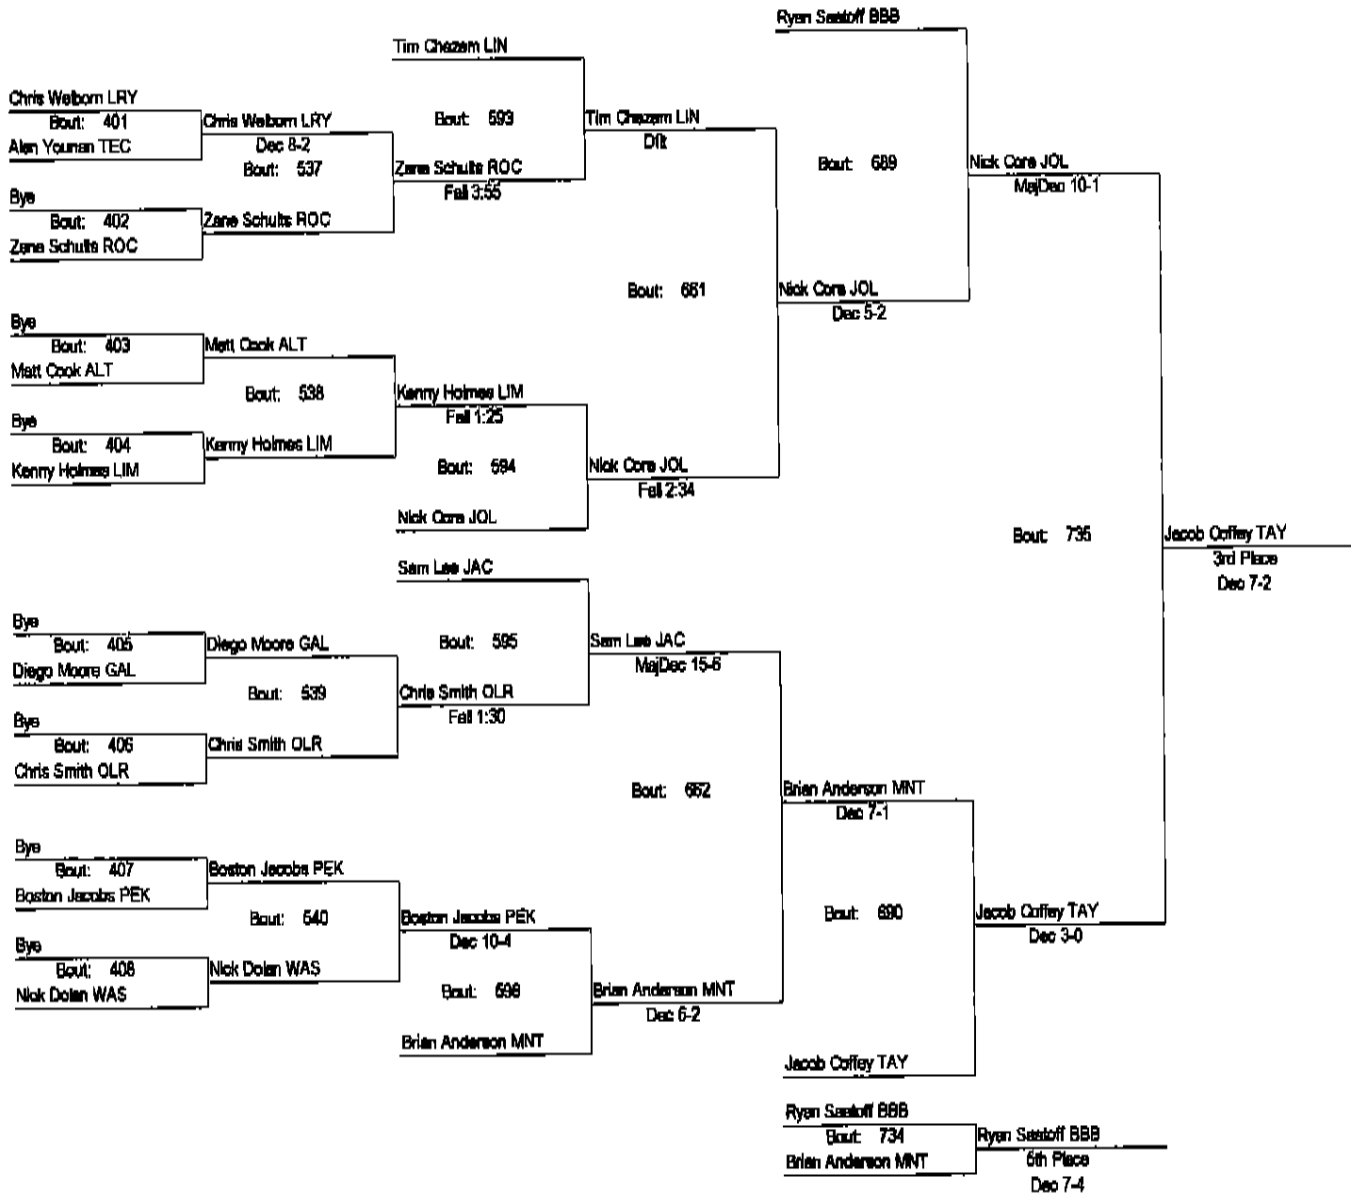 Ryan Sastoff BBB
Tim Chazam LIN
Chris Welborn LRY
Bout: 401
Alan Younan TEC
Chris Welborn LRY
Dec 8-2
Bout: 537
Bye
Bout: 402
Zane Schults ROC
Zane Schults ROC
Bout: 593
Zane Schults ROC
Fall 3:55
Tim Chazam LIN
Dflt
Bout: 689
Nick Cora JOL
MajDec 10-1
Bout: 661
Nick Cora JOL
Dec 5-2
Bye
Bout: 403
Matt Cook ALT
Matt Cook ALT
Bout: 538
Bye
Bout: 404
Kenny Holmes LIM
Kenny Holmes LIM
Kenny Holmes LIM
Fall 1:25
Bout: 594
Nick Cora JOL
Nick Cora JOL
Fall 2:34
Bout: 735
Jacob Coffey TAY
3rd Place
Dec 7-2
Sam Lee JAC
Bye
Bout: 405
Diego Moore GAL
Diego Moore GAL
Bout: 539
Bye
Bout: 406
Chris Smith OLR
Chris Smith OLR
Bout: 595
Chris Smith OLR
Fall 1:30
Sam Lee JAC
MajDec 15-6
Bout: 662
Brian Anderson MNT
Dec 7-1
Bye
Bout: 407
Boston Jacobs PEK
Boston Jacobs PEK
Bout: 540
Bye
Bout: 408
Nick Dolan WAS
Nick Dolan WAS
Boston Jacobs PEK
Dec 10-4
Bout: 596
Brian Anderson MNT
Brian Anderson MNT
Dec 6-2
Bout: 690
Jacob Coffey TAY
Dec 3-0
Jacob Coffey TAY
Ryan Sastoff BBB
Bout: 734
Brian Anderson MNT
Ryan Sastoff BBB
5th Place
Dec 7-4